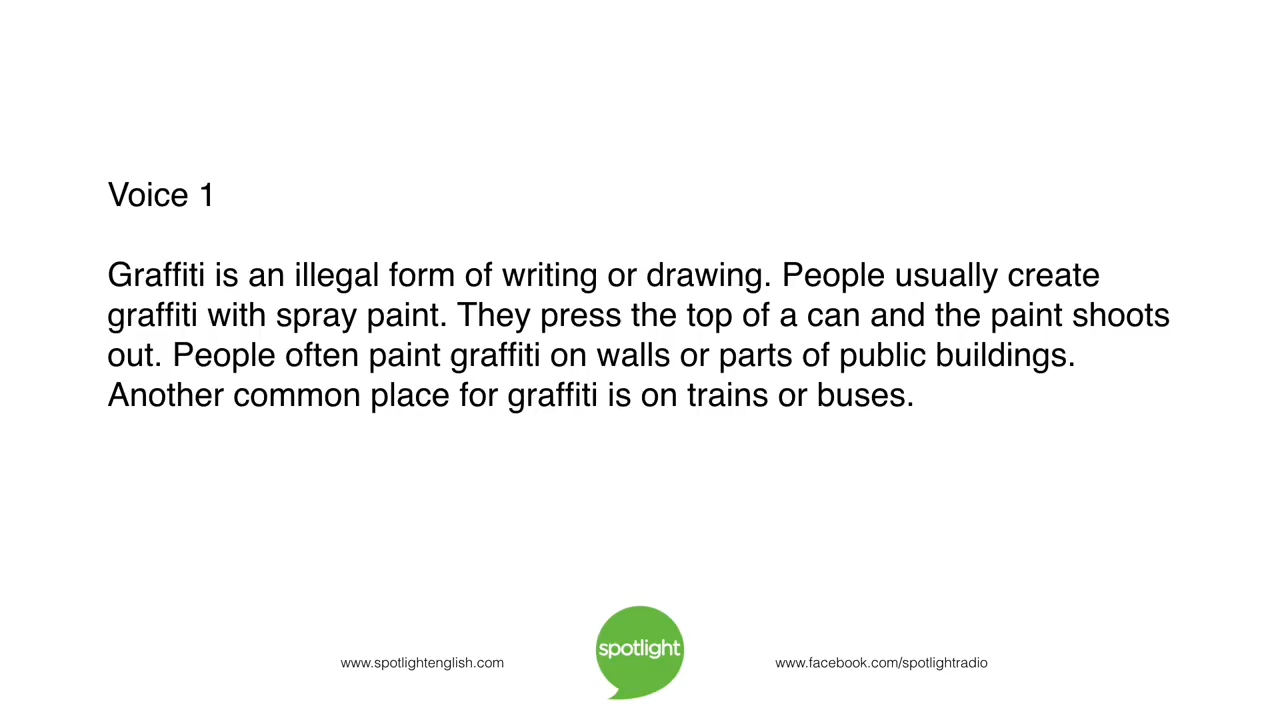 Voice 1
Graffiti is an illegal form of writing or drawing. People usually create
graffiti with spray paint. They press the top of a can and the paint shoots
out. People often paint graffiti on walls or parts of public buildings.
Another common place for graffiti is on trains or buses.
www.spotlightenglish.com
spotlight
www.facebook.com/spotlightradio